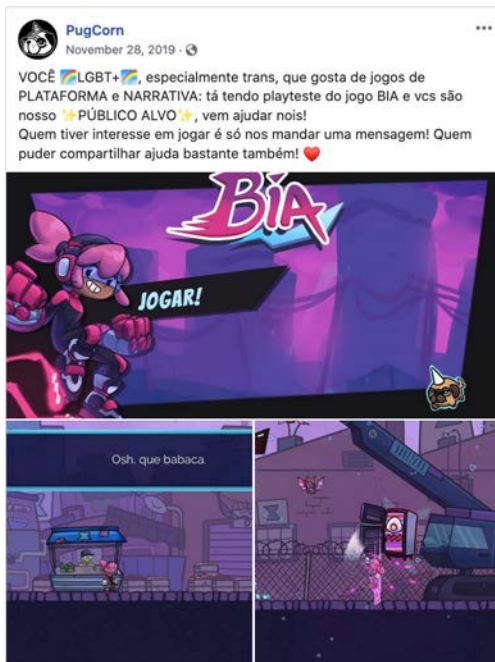 PugCorn
November 28, 2019 ·
VOCÊ 🌈LGBT+🌈, especialmente trans, que gosta de jogos de
PLATAFORMA e NARRATIVA: tá tendo playteste do jogo BIA e vcs são
nosso ✨PÚBLICO ALVO✨, vem ajudar nois!
Quem tiver interesse em jogar é só nos mandar uma mensagem! Quem
puder compartilhar ajuda bastante também! ❤️
BIA
JOGAR!
Osh, que babaca.